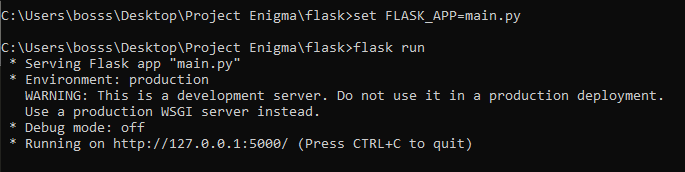 C:\Users\bosss\Desktop\Project Enigma\flask>set FLASK_APP=main.py
C:\Users\bosss\Desktop\Project Enigma\flask>flask run
* Serving Flask app "main.py"
* Environment: production
WARNING: This is a development server. Do not use it in a production deployment.
Use a production WSGI server instead.
* Debug mode: off
* Running on http://127.0.0.1:5000/ (Press CTRL+C to quit)